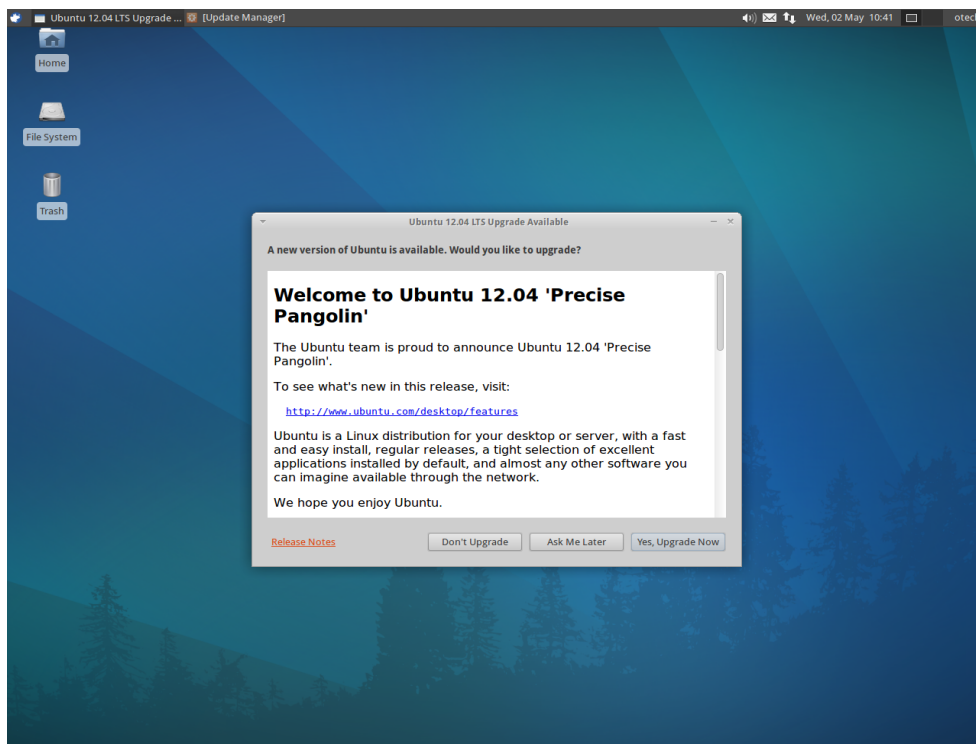 Ubuntu 12.04 LTS Upgrade ... [Update Manager] Wed, 02 May 10:41 otech
Home
File System
Trash
Ubuntu 12.04 LTS Upgrade Available
A new version of Ubuntu is available. Would you like to upgrade?
Welcome to Ubuntu 12.04 'Precise
Pangolin'
The Ubuntu team is proud to announce Ubuntu 12.04 'Precise
Pangolin'.
To see what's new in this release, visit:
http://www.ubuntu.com/desktop/features
Ubuntu is a Linux distribution for your desktop or server, with a fast
and easy install, regular releases, a tight selection of excellent
applications installed by default, and almost any other software you
can imagine available through the network.
We hope you enjoy Ubuntu.
Release Notes Don't Upgrade Ask Me Later Yes, Upgrade Now